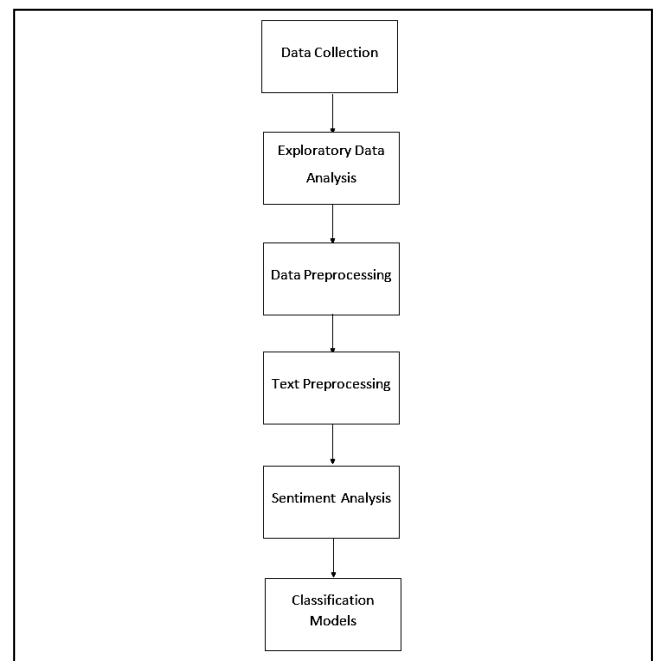 Data Collection
Exploratory Data
Analysis
Data Preprocessing
Text Preprocessing
Sentiment Analysis
Classification
Models